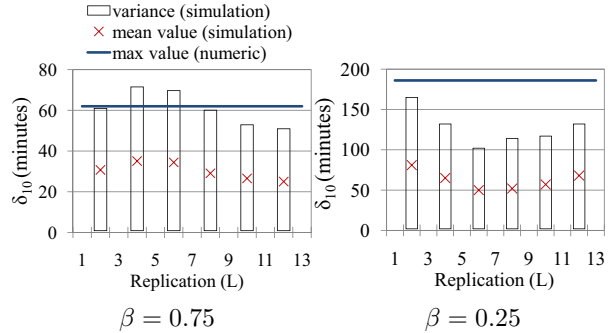 variance (simulation)
mean value (simulation)
max value (numeric)
δ10 (minutes)
80
60
40
20
0
1 3 5 7 9 11 13
Replication (L)
β = 0.75
δ10 (minutes)
200
150
100
50
0
1 3 5 7 9 11 13
Replication (L)
β = 0.25